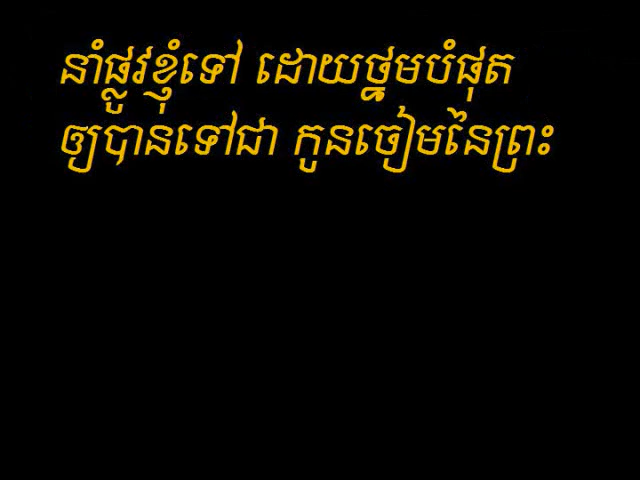 នាំផ្លូវខ្ញុំទៅ ដោយថ្នមបំផុត
ឲ្យបានទៅជា កូនចៀមនៃព្រះ